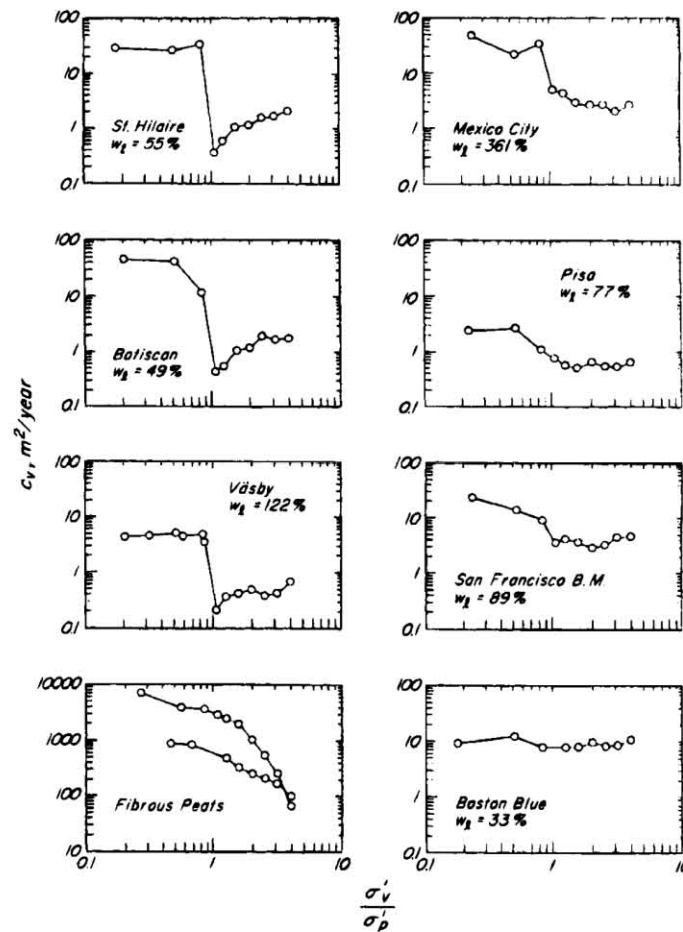 100
10
1
0.1
St. Hilaire
wℓ = 55%
100
10
1
0.1
Mexico City
wℓ = 361%
100
10
1
0.1
Batiscan
wℓ = 49%
100
10
1
0.1
Pisa
wℓ = 77%
cv, m²/year
100
10
1
0.1
Väsby
wℓ = 122%
100
10
1
0.1
San Francisco B.M.
wℓ = 89%
10000
1000
100
10
Fibrous Peats
0.1
1
10
100
10
1
0.1
Boston Blue
wℓ = 33%
0.1
1
10
σ'v
σ'p